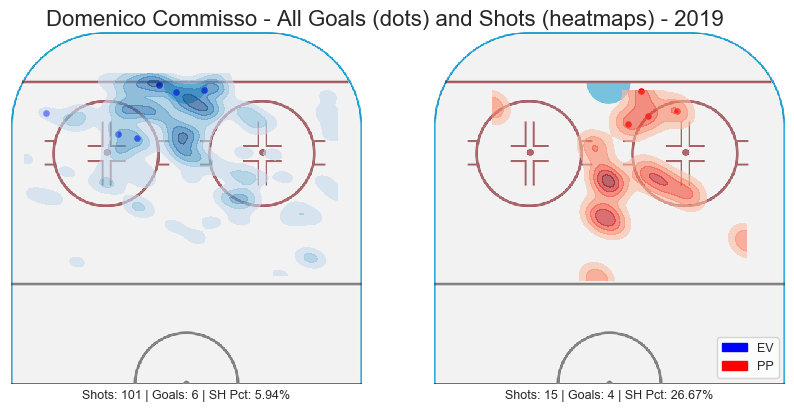 Domenico Commisso - All Goals (dots) and Shots (heatmaps) - 2019
EV
PP
Shots: 101 | Goals: 6 | SH Pct: 5.94%
Shots: 15 | Goals: 4 | SH Pct: 26.67%